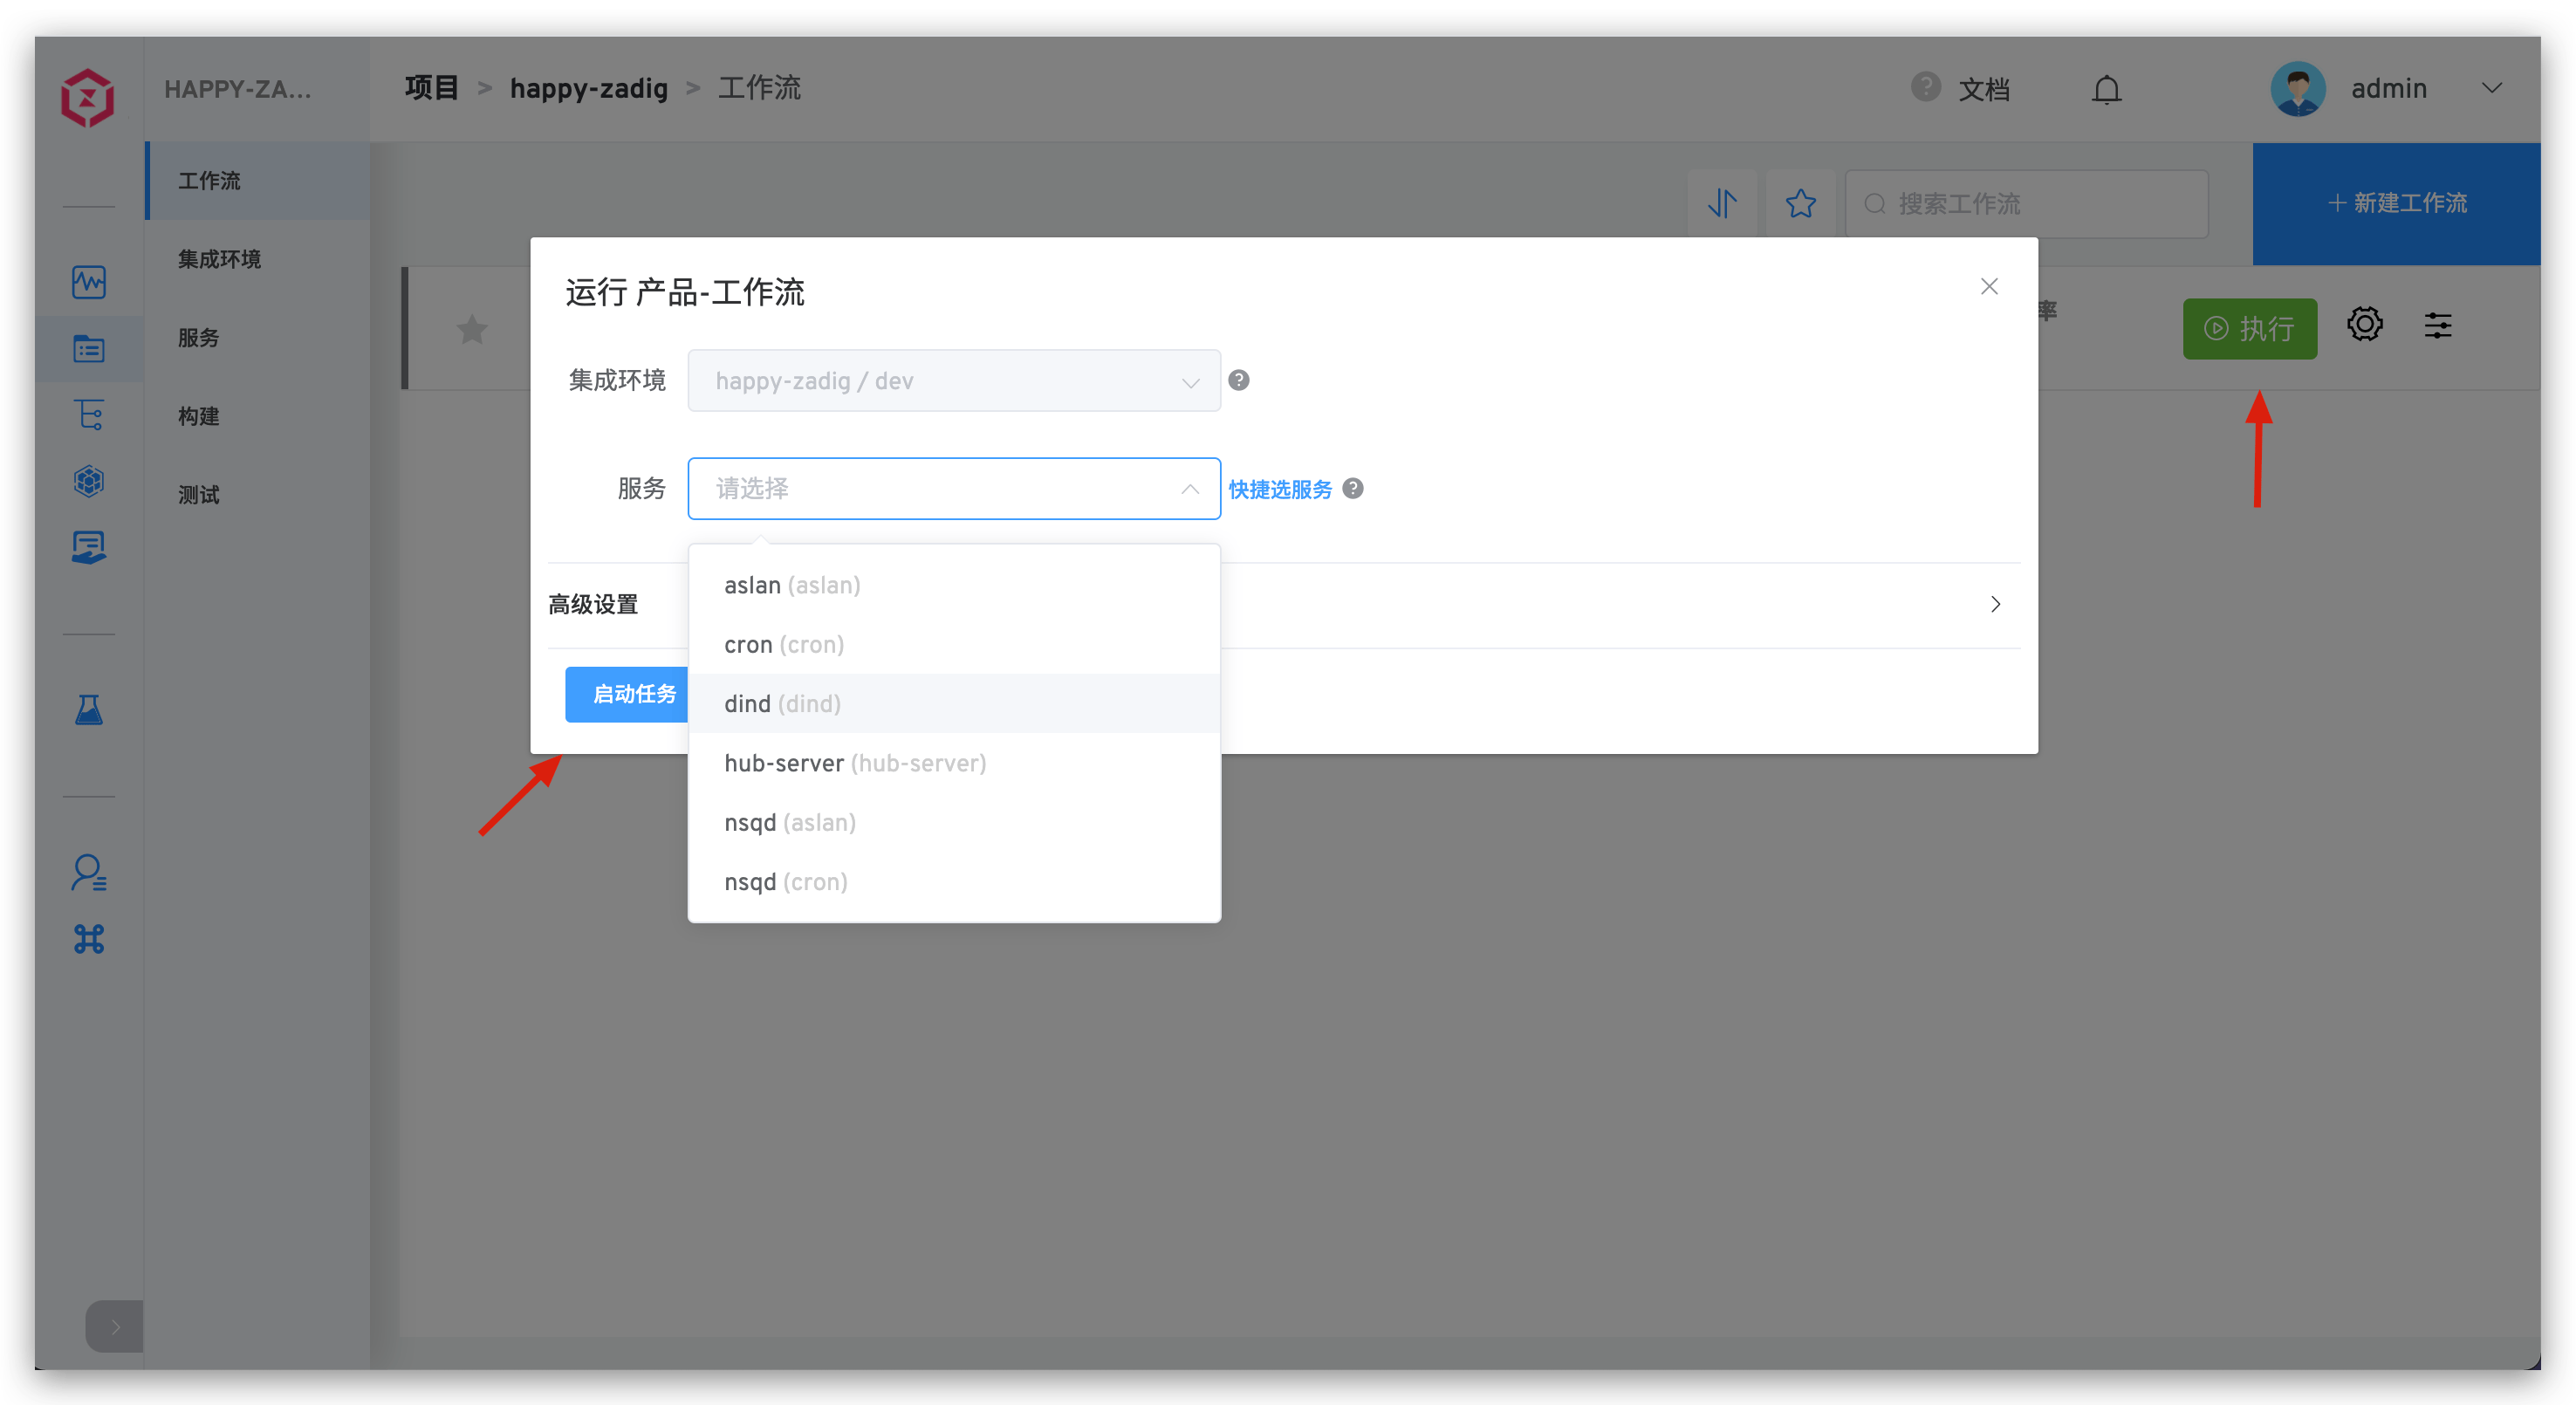 HAPPY-ZA...
项目 > happy-zadig > 工作流
? 文档
admin
工作流
集成环境
服务
构建
测试
搜索工作流
+ 新建工作流
率
执行
运行 产品-工作流
集成环境
happy-zadig / dev
?
服务
请选择
快捷选服务 ?
高级设置
启动任务
aslan (aslan)
cron (cron)
dind (dind)
hub-server (hub-server)
nsqd (aslan)
nsqd (cron)